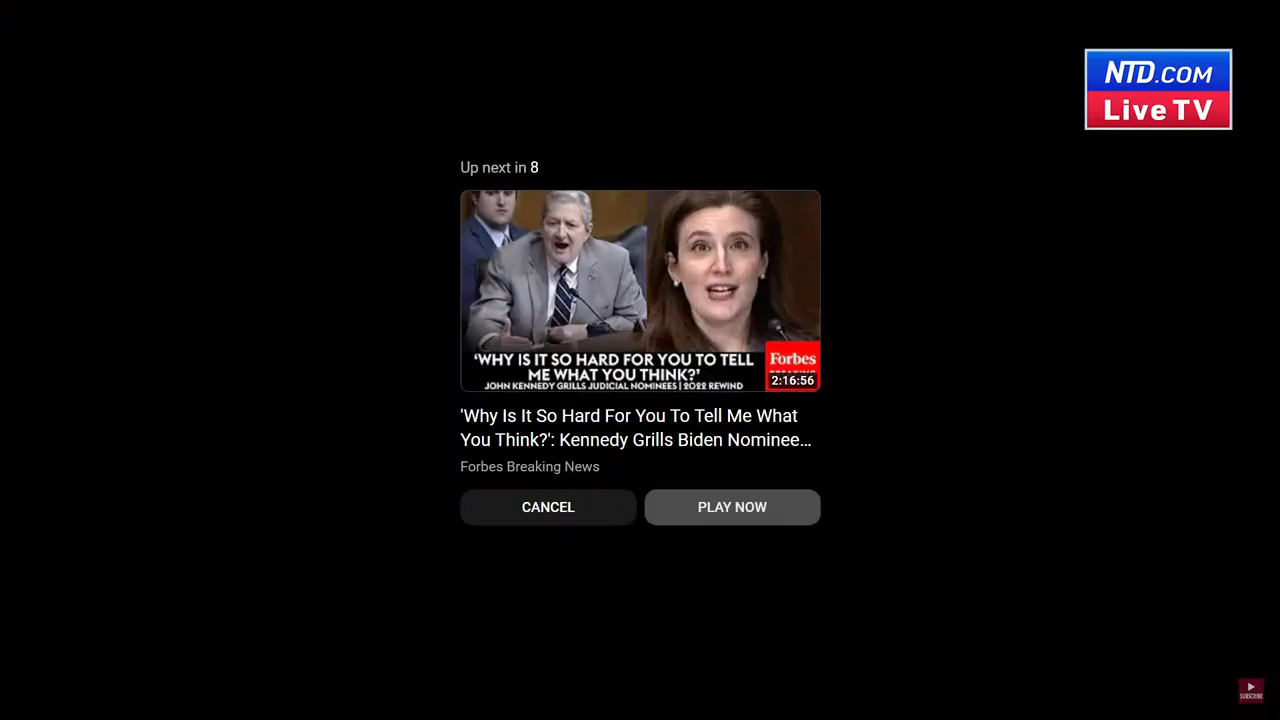 NTD.COM
Live TV
Up next in 8
'WHY IS IT SO HARD FOR YOU TO TELL
ME WHAT YOU THINK?'
JOHN KENNEDY GRILLS JUDICIAL NOMINEES | 2022 REWIND
Forbes
2:16:56
'Why Is It So Hard For You To Tell Me What
You Think?': Kennedy Grills Biden Nominee...
Forbes Breaking News
CANCEL
PLAY NOW
SUBSCRIBE